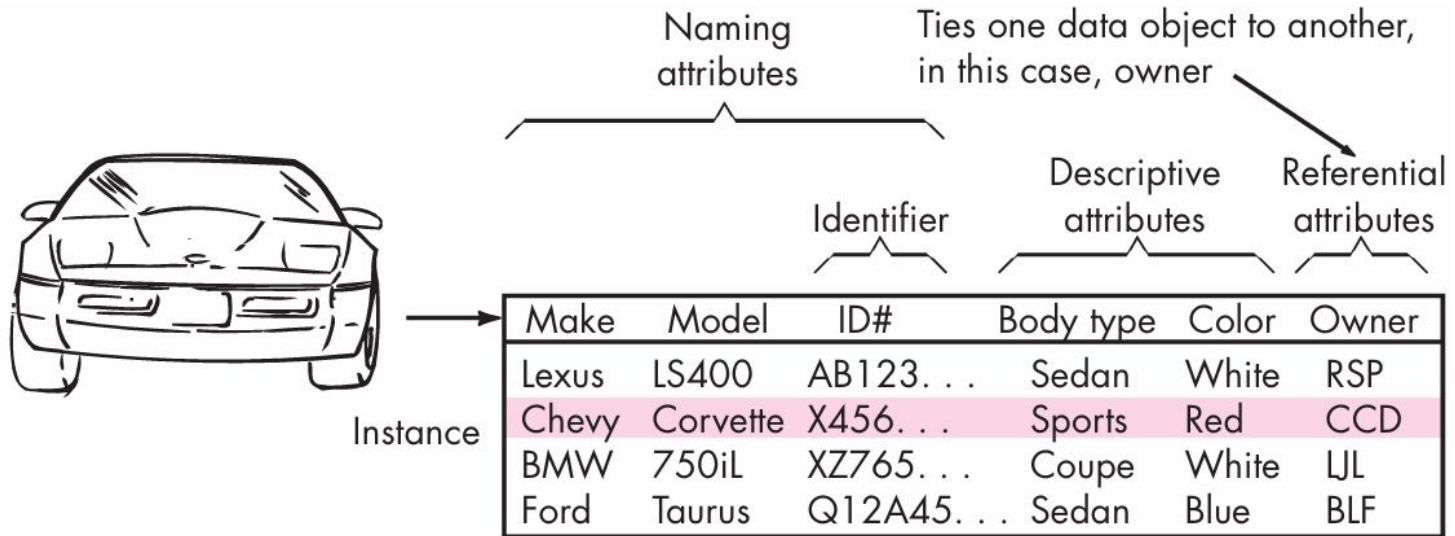 Naming
attributes
Ties one data object to another,
in this case, owner
Identifier
Descriptive
attributes
Referential
attributes
Make Model ID# Body type Color Owner
Lexus LS400 AB123. . . Sedan White RSP
Instance
Chevy Corvette X456. . . Sports Red CCD
BMW 750iL XZ765. . . Coupe White LJL
Ford Taurus Q12A45. . . Sedan Blue BLF